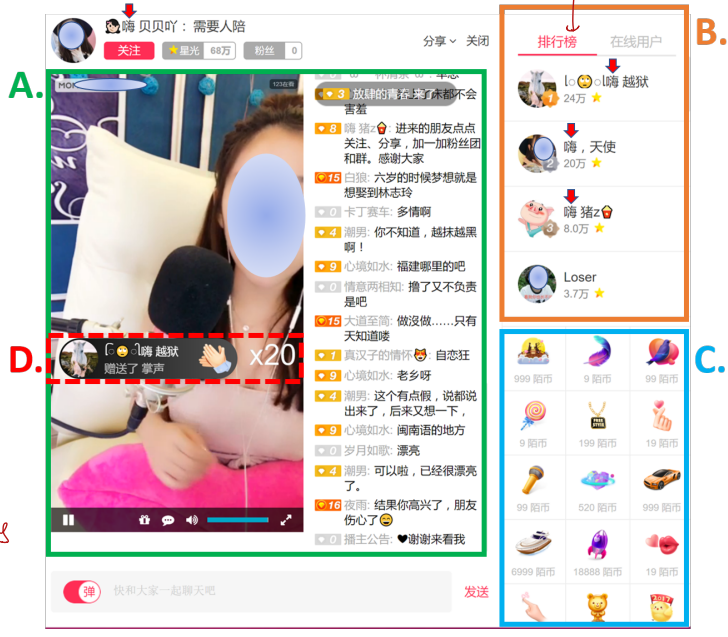 嗨 贝贝吖 : 需要人陪
关注
星光 68万
粉丝 0
分享
关闭
A.
MOM
123在看
3 放肆的青春 来了
床都不会
害羞
8 嗨 猪z: 进来的朋友点点
关注、分享，加一加粉丝团
和群。感谢大家
15 白狼: 六岁的时候梦想就是
想娶到林志玲
0 卡丁赛车: 多情啊
4 潮男: 你不知道，越抹越黑
啊！
9 心境如水: 福建哪里的吧
0 情意两相知: 撸了又不负责
是吧
15 大道至简: 做沒做……只有
天知道喽
1 真汉子的情怀: 自恋狂
9 心境如水: 老乡呀
4 潮男: 这个有点假，说都说
出来了，后来又想一下，
9 心境如水: 闽南语的地方
0 岁月如歌: 漂亮
4 潮男: 可以啦，已经很漂亮
了。
16 夜雨: 结果你高兴了，朋友
伤心了
0 播主公告: ♥谢谢来看我
D.
嗨 越狱
赠送了 掌声
x20
弹
快和大家一起聊天吧
发送
B.
排行榜
在线用户
嗨 越狱
1
24万
嗨，天使
20万
嗨 猪z
3
8.0万
Loser
3.7万
C.
999 陌币
9 陌币
99 陌币
FREE STYLE
9 陌币
199 陌币
19 陌币
99 陌币
520 陌币
999 陌币
6999 陌币
18888 陌币
19 陌币
2017